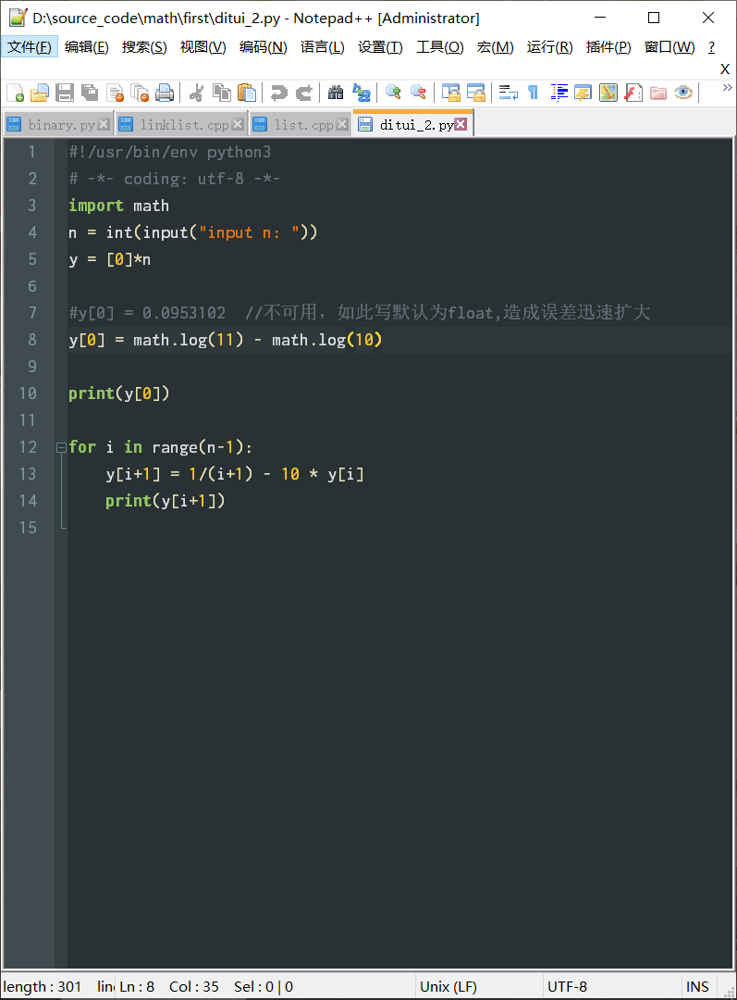 D:\source_code\math\first\ditui_2.py - Notepad++ [Administrator]
文件(F) 编辑(E) 搜索(S) 视图(V) 编码(N) 语言(L) 设置(T) 工具(O) 宏(M) 运行(R) 插件(P) 窗口(W) ?
X
binary.py linklist.cpp list.cpp ditui_2.py
1 #!/usr/bin/env python3
2 # -*- coding: utf-8 -*-
3 import math
4 n = int(input("input n: "))
5 y = [0]*n
6
7 #y[0] = 0.0953102  //不可用，如此写默认为float,造成误差迅速扩大
8 y[0] = math.log(11) - math.log(10)
9
10 print(y[0])
11
12 for i in range(n-1):
13     y[i+1] = 1/(i+1) - 10 * y[i]
14     print(y[i+1])
15
length : 301 line Ln : 8 Col : 35 Sel : 0 | 0 Unix (LF) UTF-8 INS